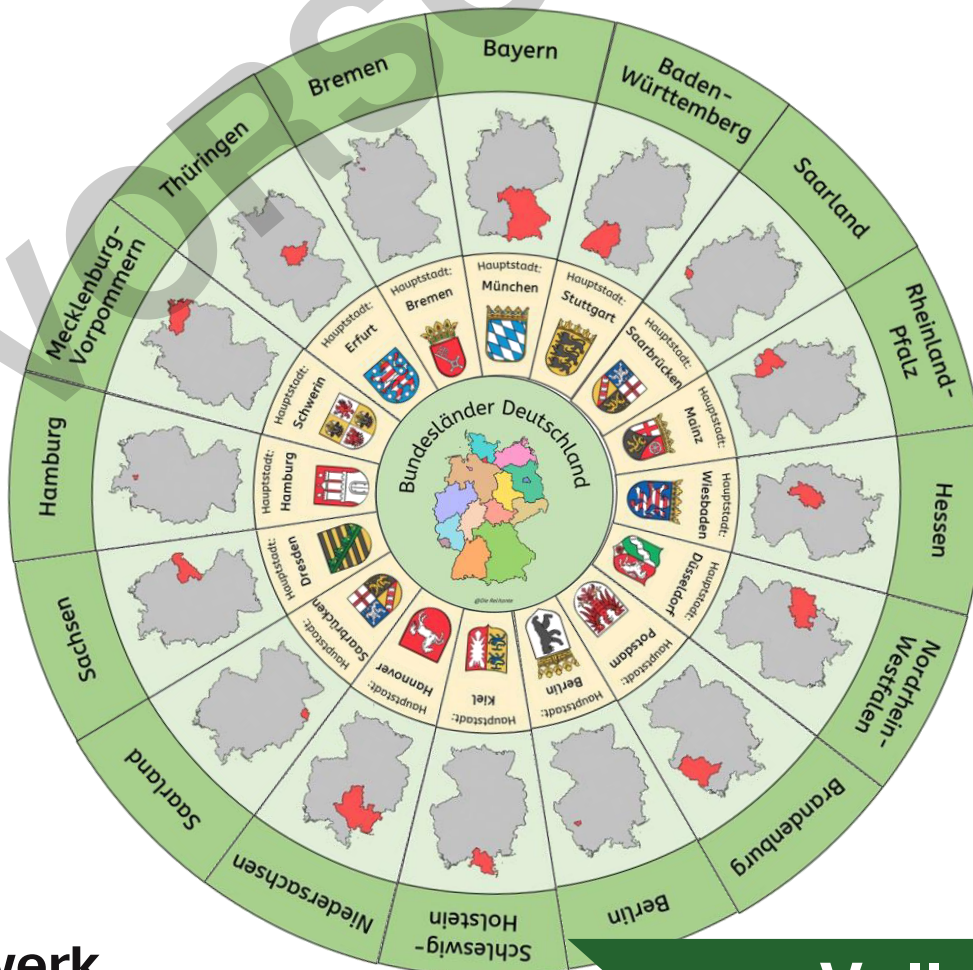 Bayern
Baden-
Württemberg
Saarland
Rheinland-
Pfalz
Hessen
Nordrhein-
Westfalen
Brandenburg
Berlin
Schleswig-
Holstein
Niedersachsen
Saarland
Sachsen
Hamburg
Mecklenburg-
Vorpommern
Thüringen
Bremen
Hauptstadt:
München
Hauptstadt:
Stuttgart
Hauptstadt:
Saarbrücken
Hauptstadt:
Mainz
Hauptstadt:
Wiesbaden
Hauptstadt:
Düsseldorf
Hauptstadt:
Potsdam
Hauptstadt:
Berlin
Hauptstadt:
Kiel
Hauptstadt:
Hannover
Hauptstadt:
Saarbrücken
Hauptstadt:
Dresden
Hauptstadt:
Hamburg
Hauptstadt:
Schwerin
Hauptstadt:
Erfurt
Hauptstadt:
Bremen
Bundesländer Deutschland
VORSC
werk